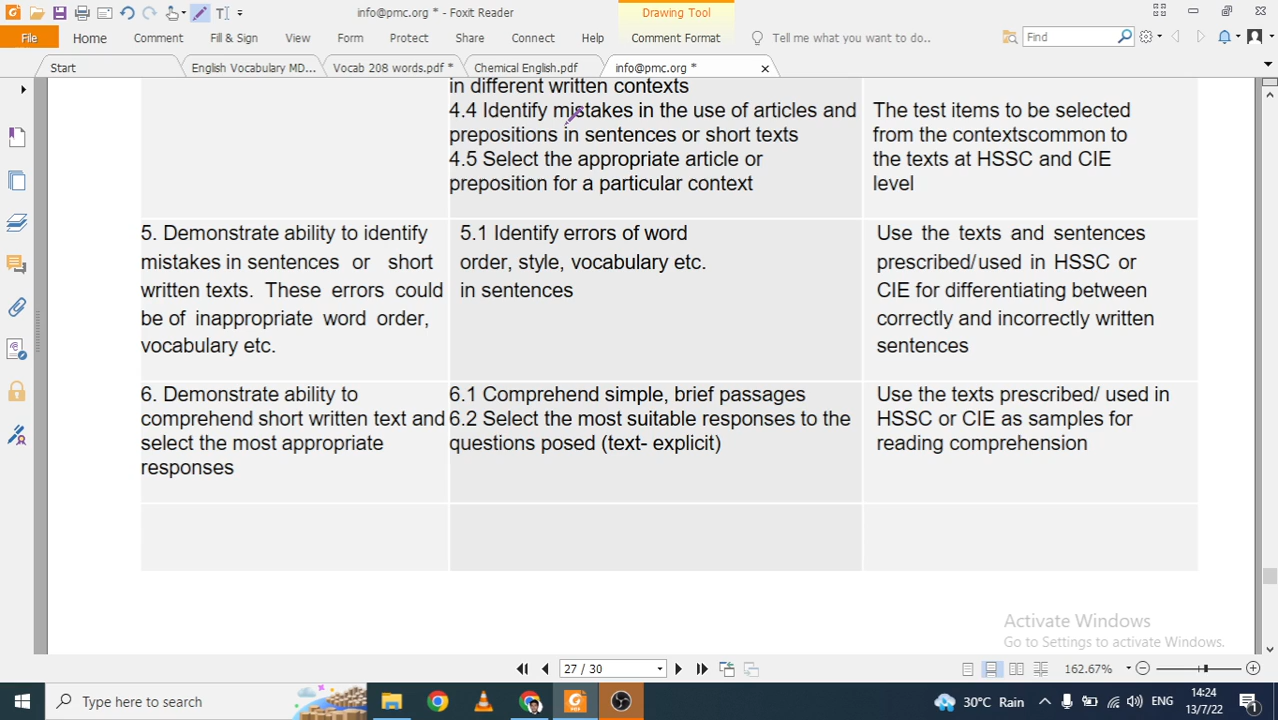 info@pmc.org * - Foxit Reader
Drawing Tool
File
Home
Comment
Fill & Sign
View
Form
Protect
Share
Connect
Help
Comment Format
Tell me what you want to do..
Find
Start
English Vocabulary MD...
Vocab 208 words.pdf *
Chemical English.pdf
info@pmc.org *
in different written contexts
4.4 Identify mistakes in the use of articles and
prepositions in sentences or short texts
4.5 Select the appropriate article or
preposition for a particular context
The test items to be selected
from the contextscommon to
the texts at HSSC and CIE
level
5. Demonstrate ability to identify
mistakes in sentences or short
written texts. These errors could
be of inappropriate word order,
vocabulary etc.
5.1 Identify errors of word
order, style, vocabulary etc.
in sentences
Use the texts and sentences
prescribed/used in HSSC or
CIE for differentiating between
correctly and incorrectly written
sentences
6. Demonstrate ability to
comprehend short written text and
select the most appropriate
responses
6.1 Comprehend simple, brief passages
6.2 Select the most suitable responses to the
questions posed (text- explicit)
Use the texts prescribed/ used in
HSSC or CIE as samples for
reading comprehension
Activate Windows
Go to Settings to activate Windows.
27 / 30
162.67%
Type here to search
30°C Rain
ENG
14:24
13/7/22
1